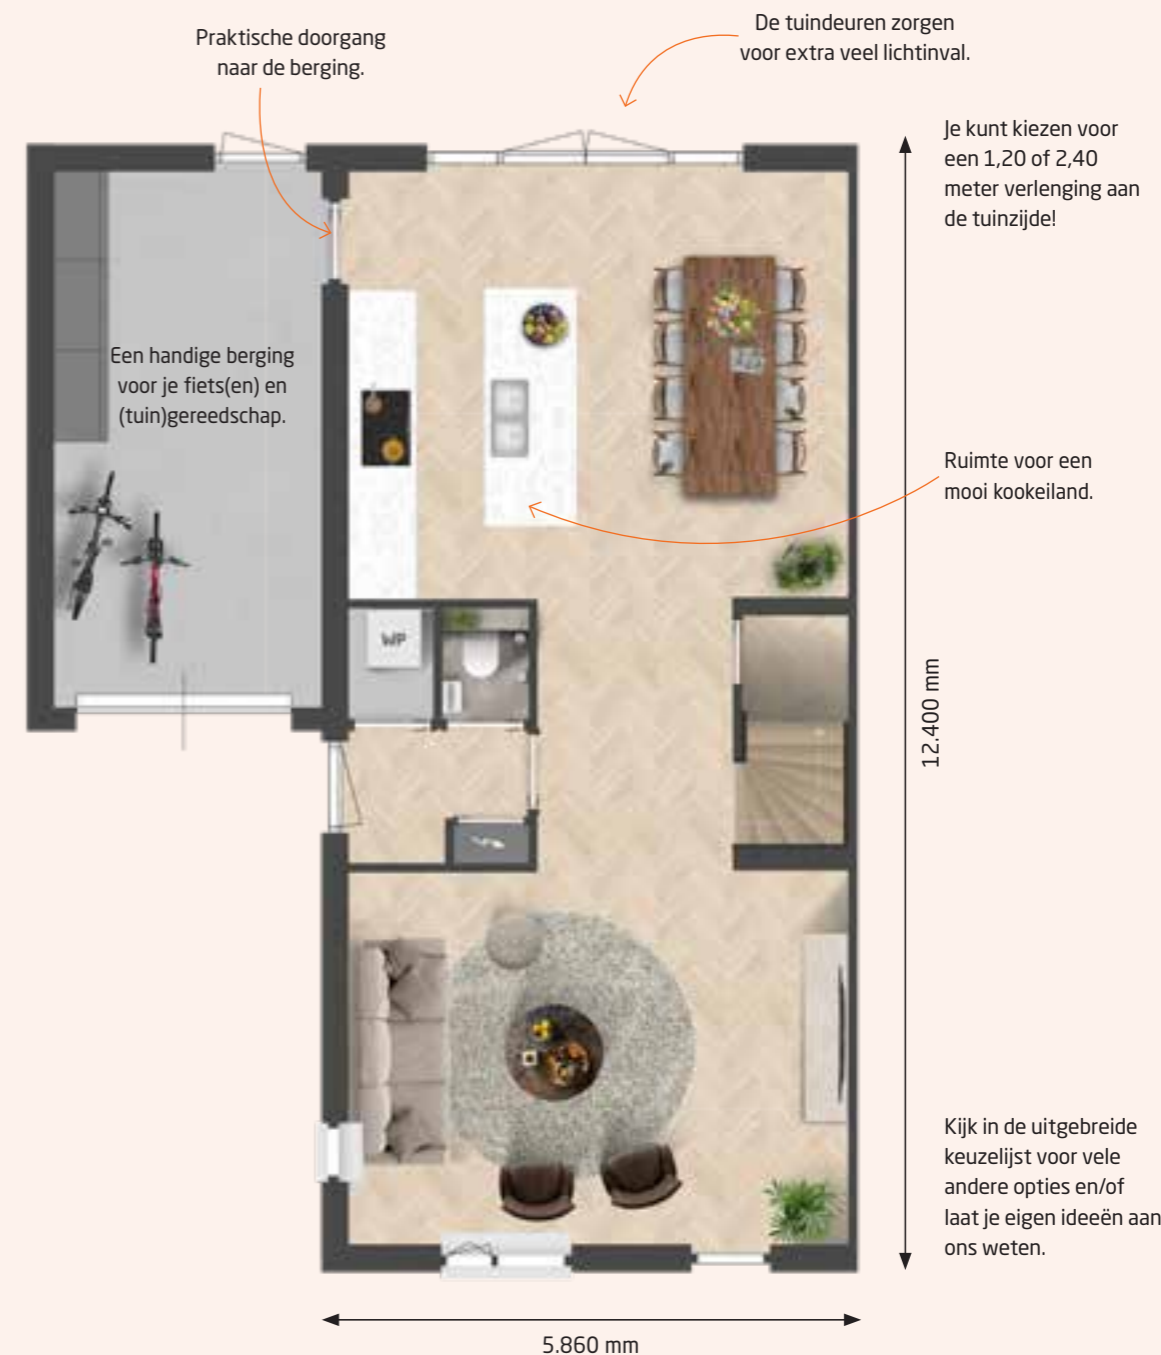 Praktische doorgang
naar de berging.
De tuindeuren zorgen
voor extra veel lichtinval.
Je kunt kiezen voor
een 1,20 of 2,40
meter verlenging aan
de tuinzijde!
Een handige berging
voor je fiets(en) en
(tuin)gereedschap.
Ruimte voor een
mooi kookeiland.
WP
12.400 mm
Kijk in de uitgebreide
keuzelijst voor vele
andere opties en/of
laat je eigen ideeën aan
ons weten.
5.860 mm